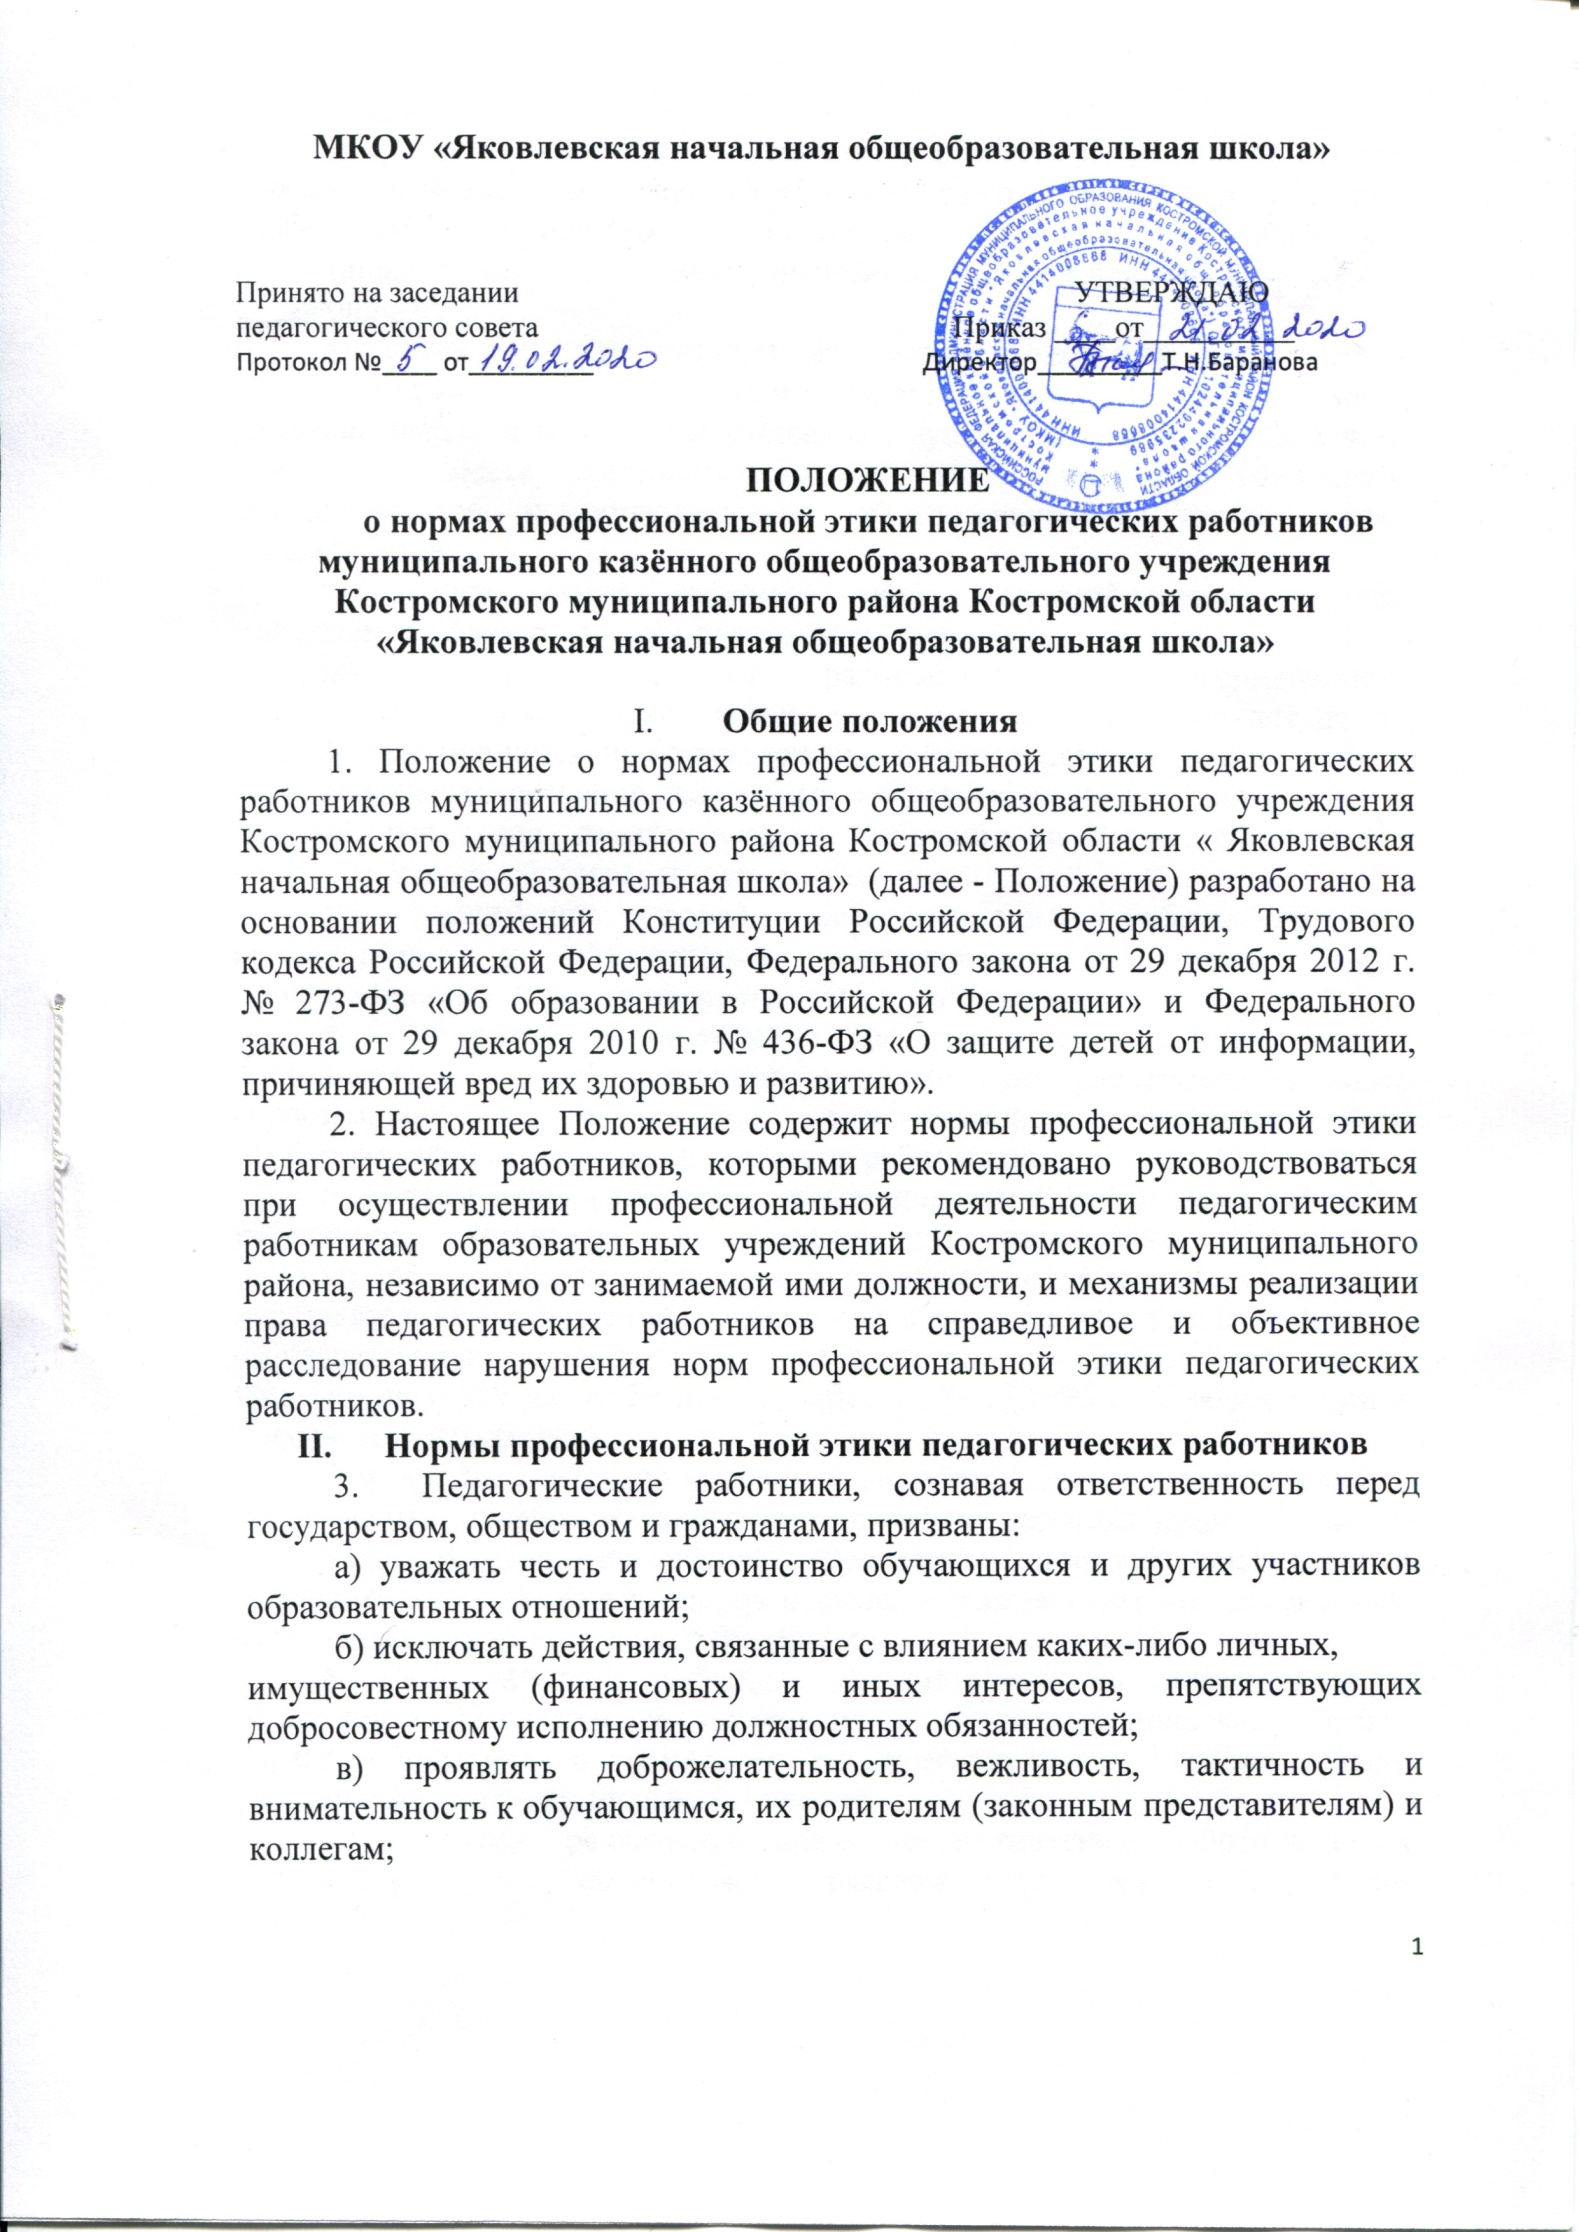 МКОУ «Яковлевская начальная общеобразовательная школа»
Принято на заседании
педагогического совета
Протокол № 5 от 19.02.2020
УТВЕРЖДАЮ
Приказ от 21 02 2020
Директор Т.Н.Баранова
ПОЛОЖЕНИЕ
о нормах профессиональной этики педагогических работников
муниципального казённого общеобразовательного учреждения
Костромского муниципального района Костромской области
«Яковлевская начальная общеобразовательная школа»
I. Общие положения
1. Положение о нормах профессиональной этики педагогических
работников муниципального казённого общеобразовательного учреждения
Костромского муниципального района Костромской области « Яковлевская
начальная общеобразовательная школа» (далее - Положение) разработано на
основании положений Конституции Российской Федерации, Трудового
кодекса Российской Федерации, Федерального закона от 29 декабря 2012 г.
№ 273-ФЗ «Об образовании в Российской Федерации» и Федерального
закона от 29 декабря 2010 г. № 436-ФЗ «О защите детей от информации,
причиняющей вред их здоровью и развитию».
2. Настоящее Положение содержит нормы профессиональной этики
педагогических работников, которыми рекомендовано руководствоваться
при осуществлении профессиональной деятельности педагогическим
работникам образовательных учреждений Костромского муниципального
района, независимо от занимаемой ими должности, и механизмы реализации
права педагогических работников на справедливое и объективное
расследование нарушения норм профессиональной этики педагогических
работников.
II. Нормы профессиональной этики педагогических работников
3. Педагогические работники, сознавая ответственность перед
государством, обществом и гражданами, призваны:
а) уважать честь и достоинство обучающихся и других участников
образовательных отношений;
б) исключать действия, связанные с влиянием каких-либо личных,
имущественных (финансовых) и иных интересов, препятствующих
добросовестному исполнению должностных обязанностей;
в) проявлять доброжелательность, вежливость, тактичность и
внимательность к обучающимся, их родителям (законным представителям) и
коллегам;
1